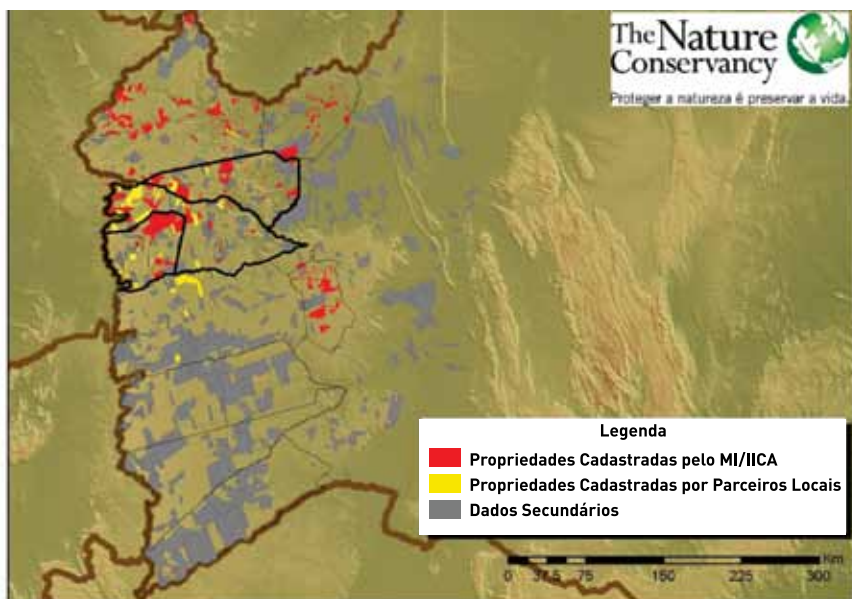 The Nature
Conservancy
Proteger a natureza é preservar a vida.
Legenda
Propriedades Cadastradas pelo MI/IICA
Propriedades Cadastradas por Parceiros Locais
Dados Secundários
Km
0 37,5 75 150 225 300